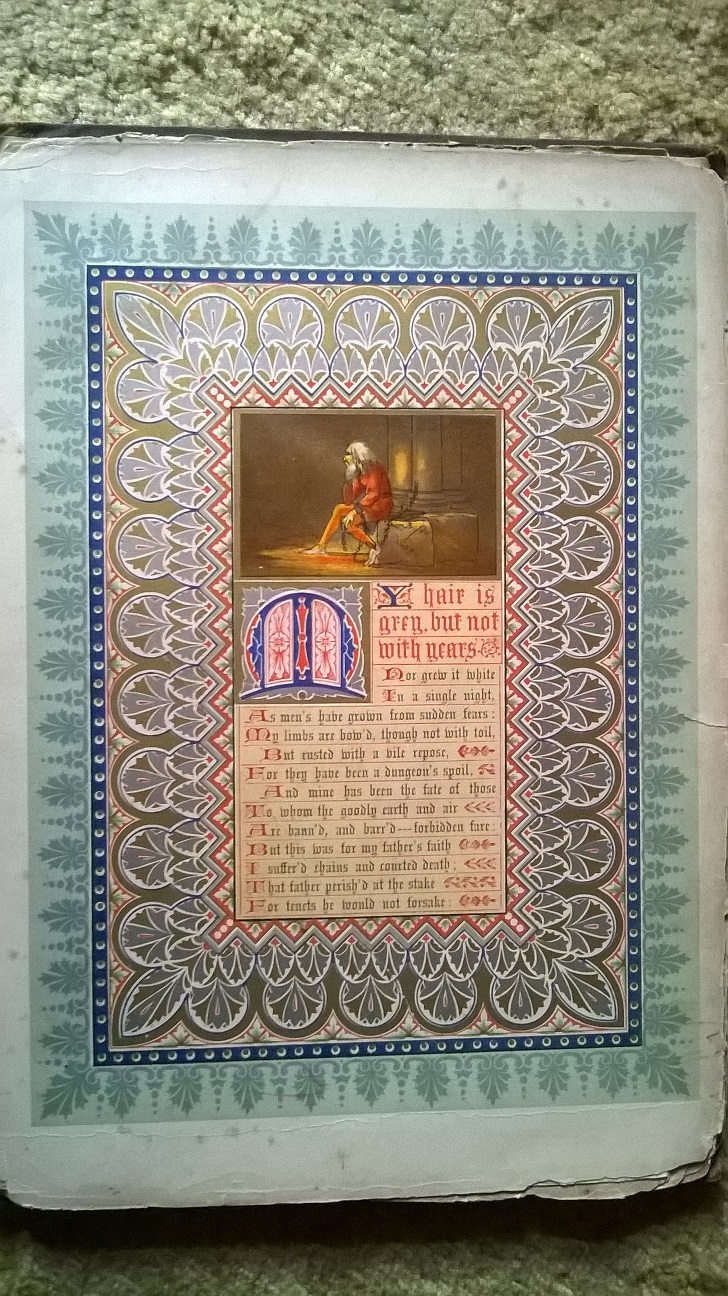 MY hair is
grey, but not
with years
Nor grew it white
In a single night,
As men's have grown from sudden fears:
My limbs are bow'd, though not with toil,
But rusted with a vile repose,
For they have been a dungeon's spoil,
And mine has been the fate of those
To whom the goodly earth and air
Are bann'd, and barr'd---forbidden fare:
But this was for my father's faith
I suffer'd chains and courted death;
That father perish'd at the stake
For tenets he would not forsake: